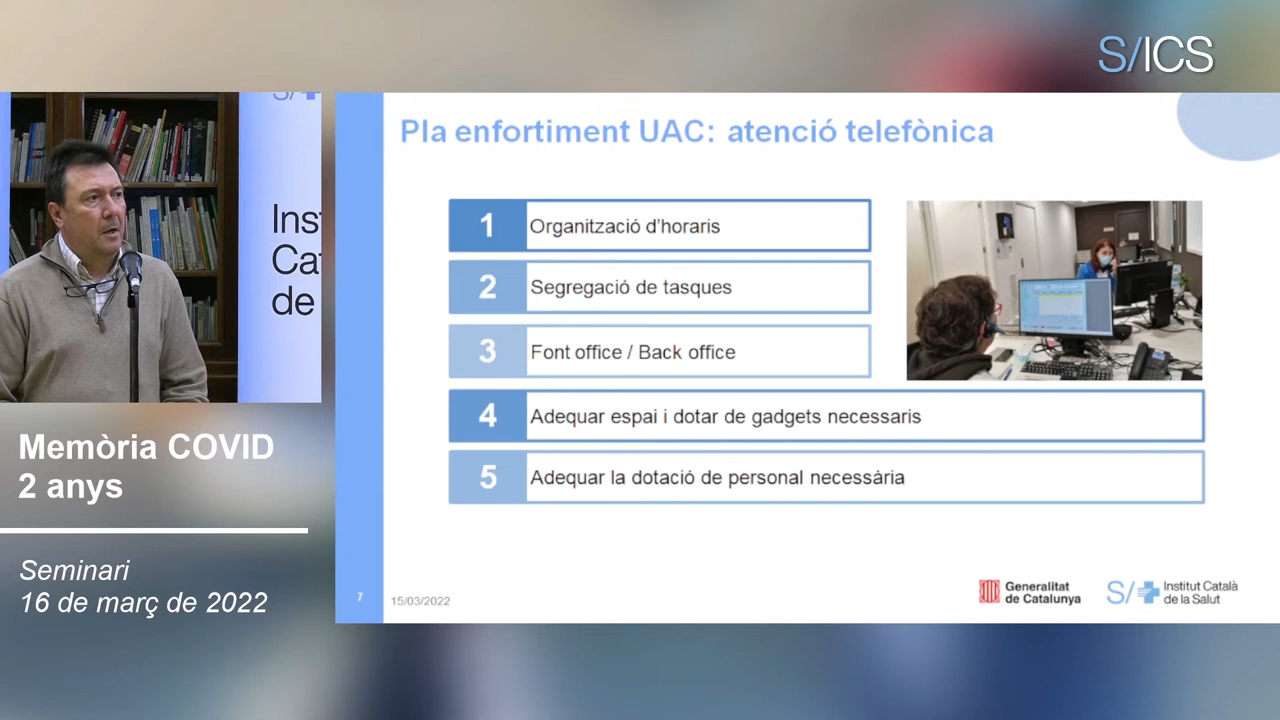 S/ICS
Pla enfortiment UAC: atenció telefònica
1 Organització d'horaris
2 Segregació de tasques
3 Font office / Back office
4 Adequar espai i dotar de gadgets necessaris
5 Adequar la dotació de personal necessària
7
15/03/2022
Generalitat
de Catalunya
S/
Institut Català
de la Salut
Memòria COVID
2 anys
Seminari
16 de març de 2022